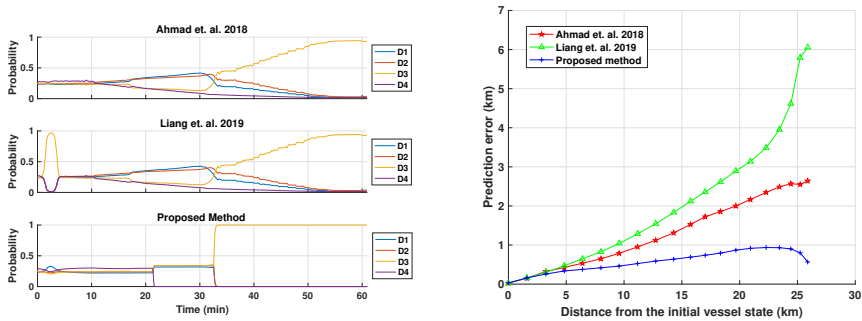 Ahmad et. al. 2018
Probability
1
0.5
0
D1
D2
D3
D4
Liang et. al. 2019
Probability
1
0.5
0
D1
D2
D3
D4
Proposed Method
Probability
1
0.5
0
D1
D2
D3
D4
0 10 20 30 40 50 60
Time (min)
7
6
5
4
3
2
1
0
Prediction error (km)
Ahmad et. al. 2018
Liang et. al. 2019
Proposed method
0 5 10 15 20 25 30
Distance from the initial vessel state (km)